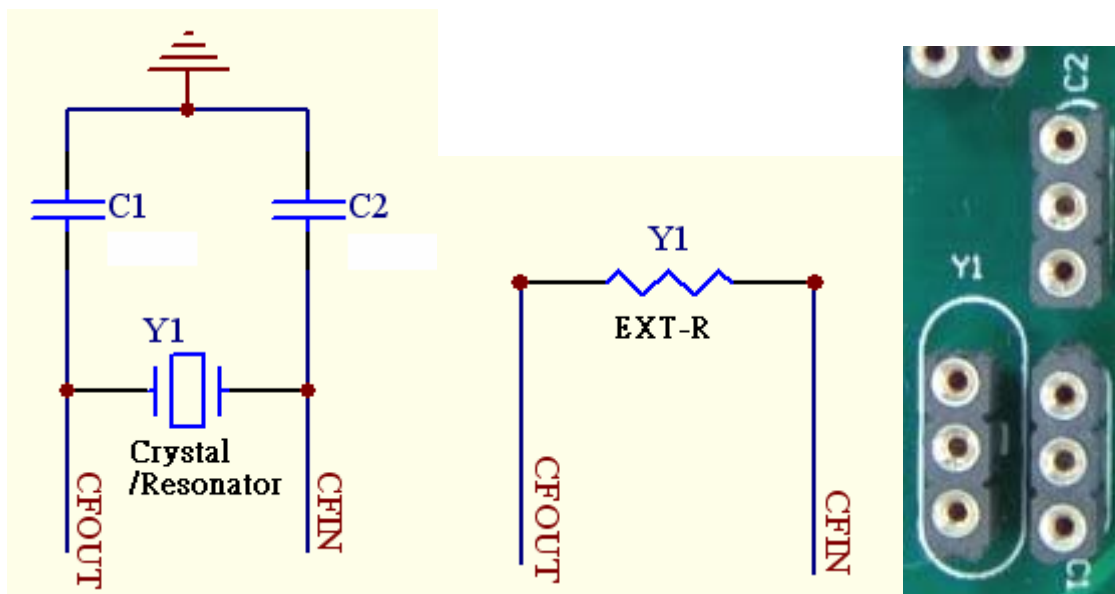 C1
C2
Y1
Crystal
/Resonator
CFOUT
CFIN
Y1
EXT-R
CFOUT
CFIN
C2
Y1
C1